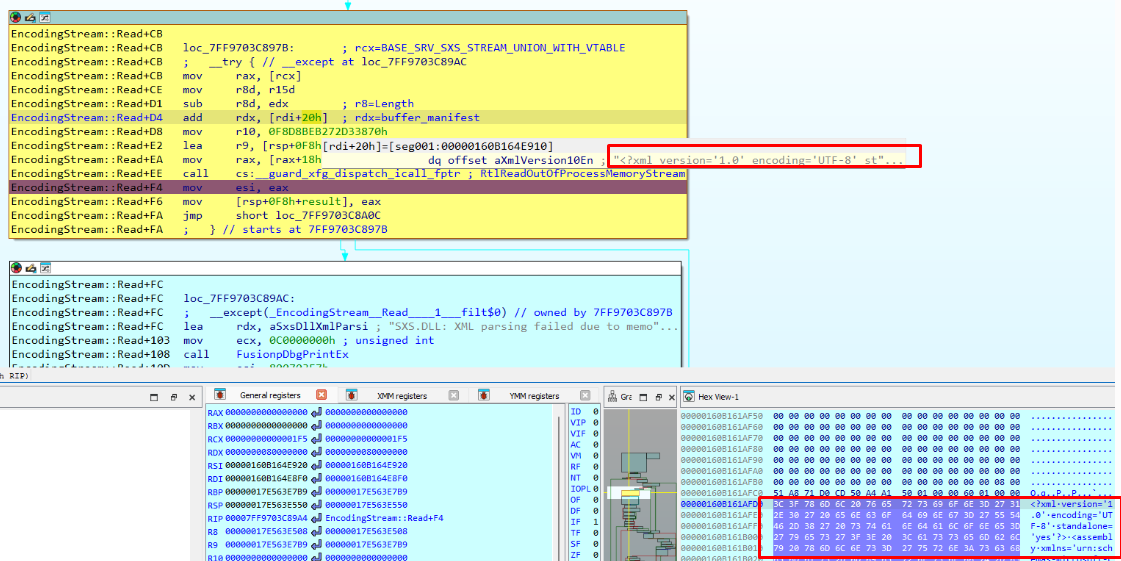 EncodingStream::Read+CB
EncodingStream::Read+CB loc_7FF9703C897B: ; rcx=BASE_SRV_SXS_STREAM_UNION_WITH_VTABLE
EncodingStream::Read+CB ; __try { // __except at loc_7FF9703C89AC
EncodingStream::Read+CB mov rax, [rcx]
EncodingStream::Read+CE mov r8d, r15d
EncodingStream::Read+D1 sub r8d, edx ; r8=Length
EncodingStream::Read+D4 add rdx, [rdi+20h] ; rdx=buffer_manifest
EncodingStream::Read+D8 mov r10, 0F8D8BEB272D33870h
EncodingStream::Read+E2 lea r9, [rsp+0F8h [rdi+20h]=[seg001:00000160B164E910]
EncodingStream::Read+EA mov rax, [rax+18h dq offset aXmlVersion10En ; "<?xml version='1.0' encoding='UTF-8' st"...
EncodingStream::Read+EE call cs:__guard_xfg_dispatch_icall_fptr ; RtlReadOutOfProcessMemoryStream
EncodingStream::Read+F4 mov esi, eax
EncodingStream::Read+F6 mov [rsp+0F8h+result], eax
EncodingStream::Read+FA jmp short loc_7FF9703C8A0C
EncodingStream::Read+FA ; } // starts at 7FF9703C897B
EncodingStream::Read+FC
EncodingStream::Read+FC loc_7FF9703C89AC:
EncodingStream::Read+FC ; __except(_EncodingStream__Read____1___filt$0) // owned by 7FF9703C897B
EncodingStream::Read+FC lea rdx, aSxsDllXmlParsi ; "SXS.DLL: XML parsing failed due to memo"...
EncodingStream::Read+103 mov ecx, 0C0000000h ; unsigned int
EncodingStream::Read+108 call FusionpDbgPrintEx
h RIP)
General registers
XMM registers
YMM registers
Gra
Hex View-1
RAX 0000000000000000 0000000000000000
RBX 0000000000000000 0000000000000000
RCX 00000000000001F5 00000000000001F5
RDX 0000000080000000 0000000080000000
RSI 00000160B164E920 00000160B164E920
RDI 00000160B164E8F0 00000160B164E8F0
RBP 00000017E563E7B9 00000017E563E7B9
RSP 00000017E563E550 00000017E563E550
RIP 00007FF9703C89A4 EncodingStream::Read+F4
R8 00000017E563E508 00000017E563E508
R9 00000017E563E7B0 00000017E563E7B0
R10 0000000000000000 0000000000000000
ID 0
VIP 0
VIF 0
AC 0
VM 0
RF 0
NT 0
IOPL 0
OF 0
DF 0
IF 1
TF 0
SF 0
ZF 0
00000160B161AF50 00 00 00 00 00 00 00 00 00 00 00 00 00 00 00 00 ................
00000160B161AF60 00 00 00 00 00 00 00 00 00 00 00 00 00 00 00 00 ................
00000160B161AF70 00 00 00 00 00 00 00 00 00 00 00 00 00 00 00 00 ................
00000160B161AF80 00 00 00 00 00 00 00 00 00 00 00 00 00 00 00 00 ................
00000160B161AF90 00 00 00 00 00 00 00 00 00 00 00 00 00 00 00 00 ................
00000160B161AFA0 00 00 00 00 00 00 00 00 00 00 00 00 00 00 00 00 ................
00000160B161AFB0 00 00 00 00 00 00 00 00 00 00 00 00 00 00 08 00 ................
51 A8 71 D0 CD 50 A4 A1 50 01 00 00 60 01 00 00
00000160B161AFD0 3C 3F 78 6D 6C 20 76 65 72 73 69 6F 6E 3D 27 31 <?xml·version='1
00000160B161AFE0 2E 30 27 20 65 6E 63 6F 64 69 6E 67 3D 27 55 54 .0'·encoding='UT
00000160B161AFF0 46 2D 38 27 20 73 74 61 6E 64 61 6C 6F 6E 65 3D F-8'·standalone=
00000160B161B000 27 79 65 73 27 3F 3E 20 3C 61 73 73 65 6D 62 6C 'yes'?>·<assembl
00000160B161B010 79 20 78 6D 6C 6E 73 3D 27 75 72 6E 3A 73 63 68 y·xmlns='urn:sch